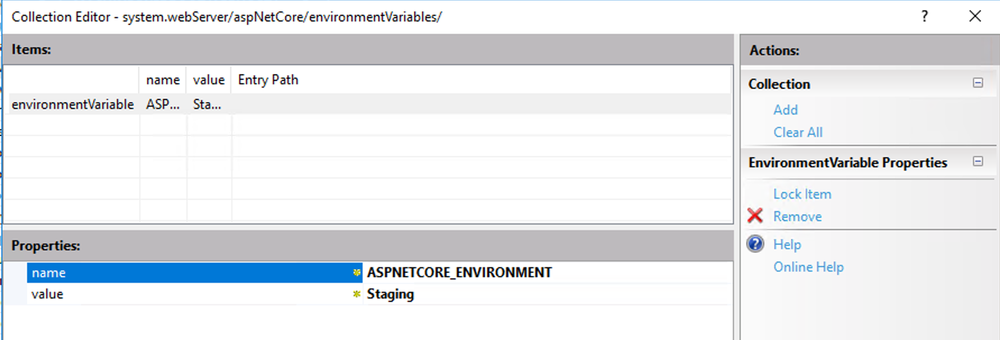 Collection Editor - system.webServer/aspNetCore/environmentVariables/
?
Items:
name value Entry Path
environmentVariable ASP... Sta...
Properties:
name ASPNETCORE_ENVIRONMENT
value Staging
Actions:
Collection
Add
Clear All
EnvironmentVariable Properties
Lock Item
Remove
Help
Online Help